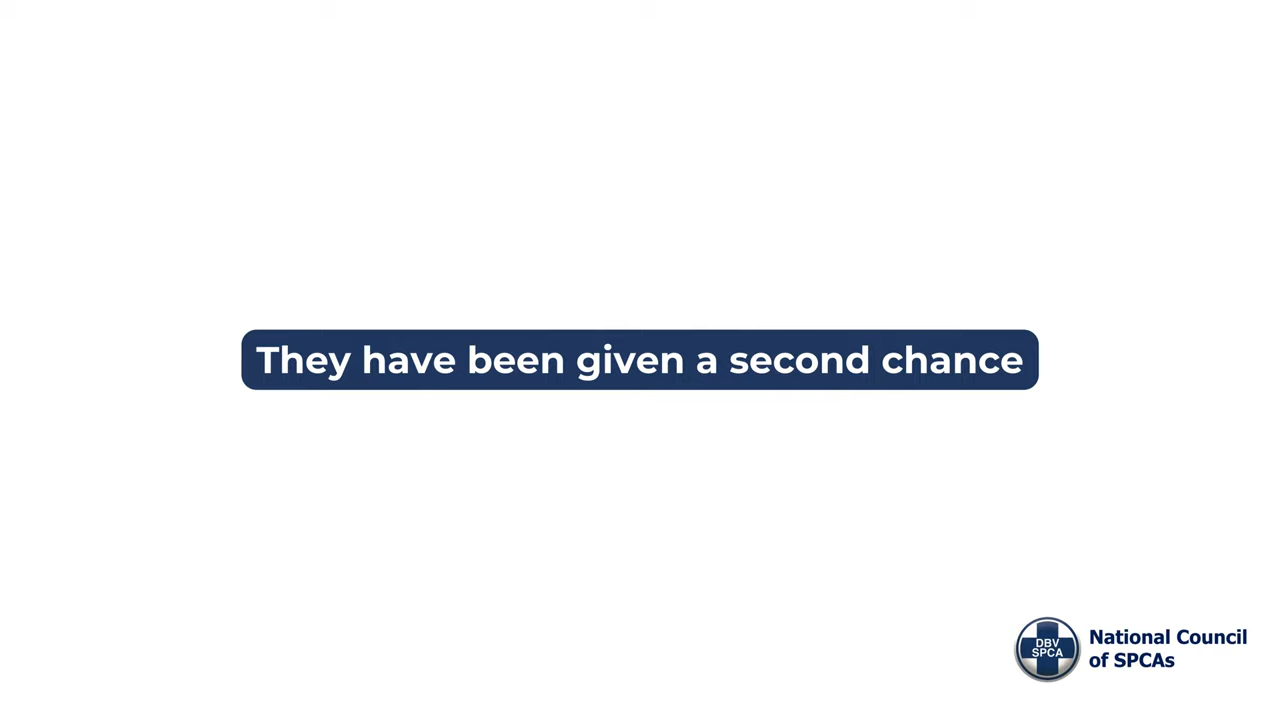 They have been given a second chance
DBV
SPCA
National Council
of SPCAs